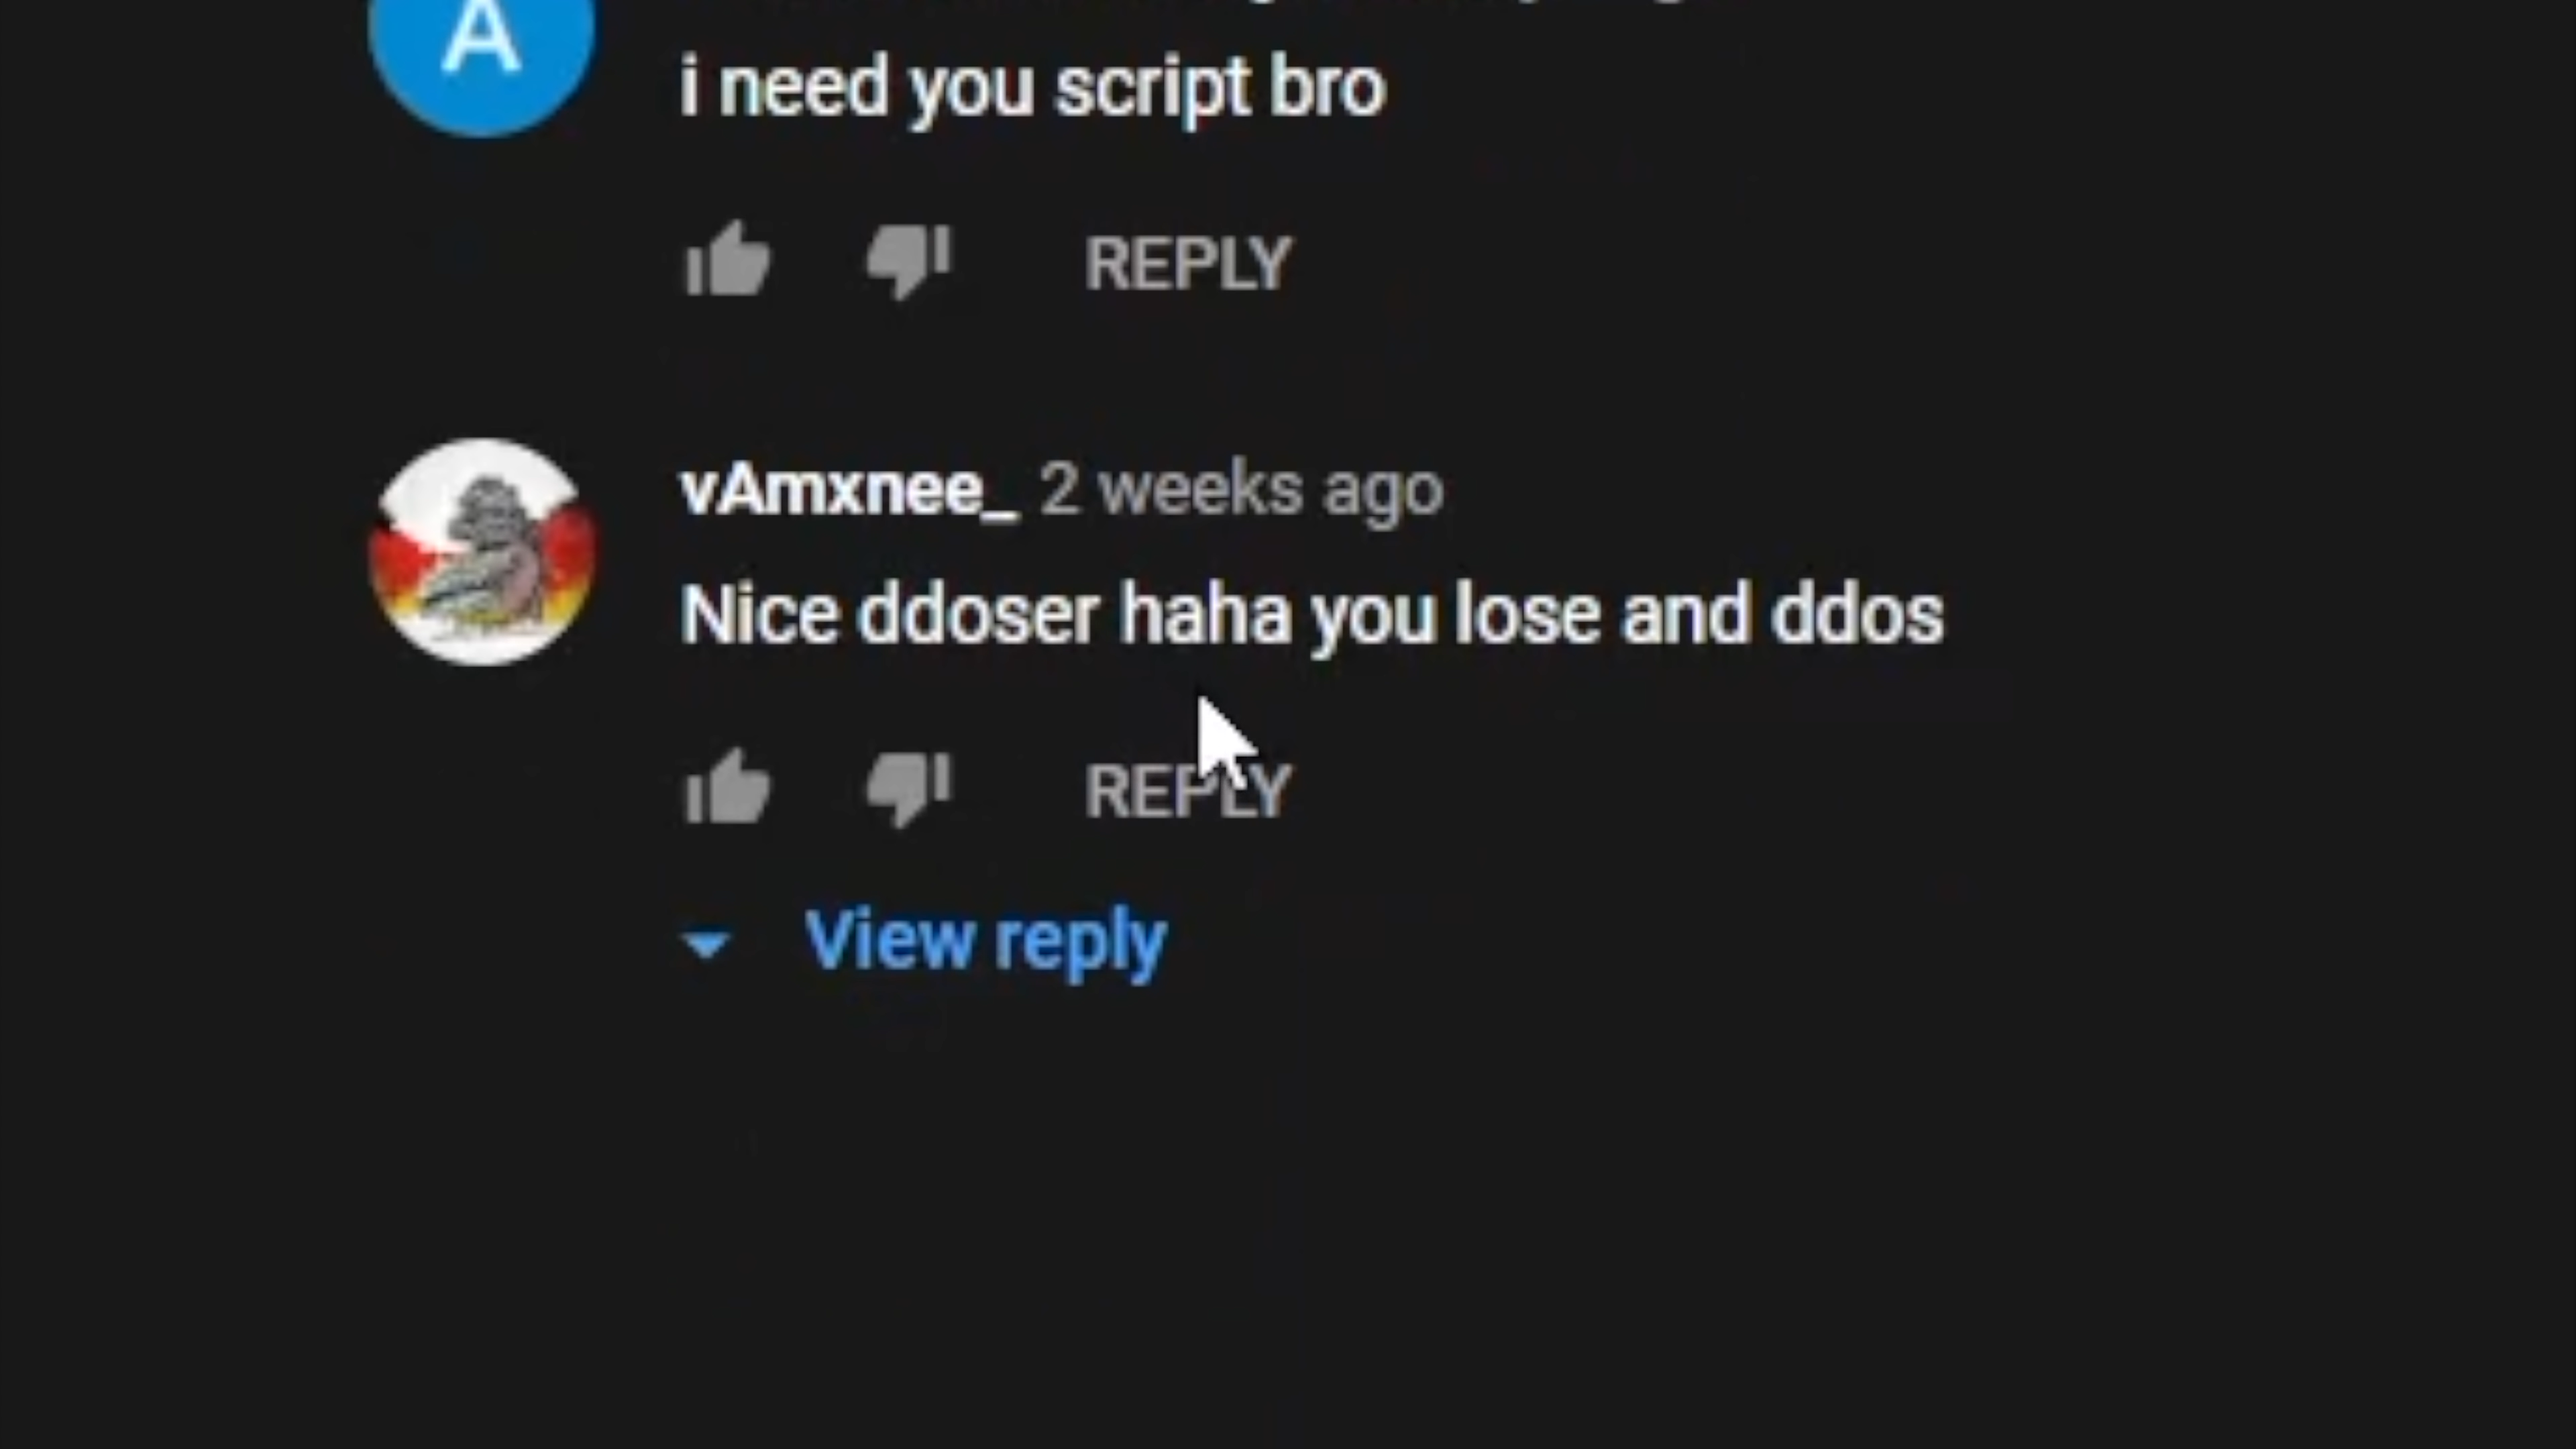 A
i need you script bro
REPLY
vAmxnee_ 2 weeks ago
Nice ddoser haha you lose and ddos
REPLY
View reply